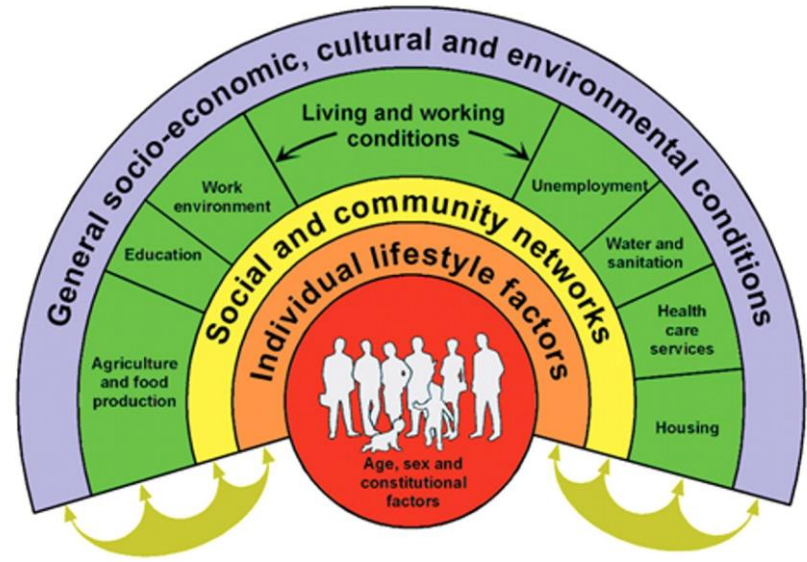 General socio-economic, cultural and environmental conditions
Living and working
conditions
Agriculture
and food
production
Education
Work
environment
Unemployment
Water and
sanitation
Health
care
services
Housing
Social and community networks
Individual lifestyle factors
Age, sex and
constitutional
factors